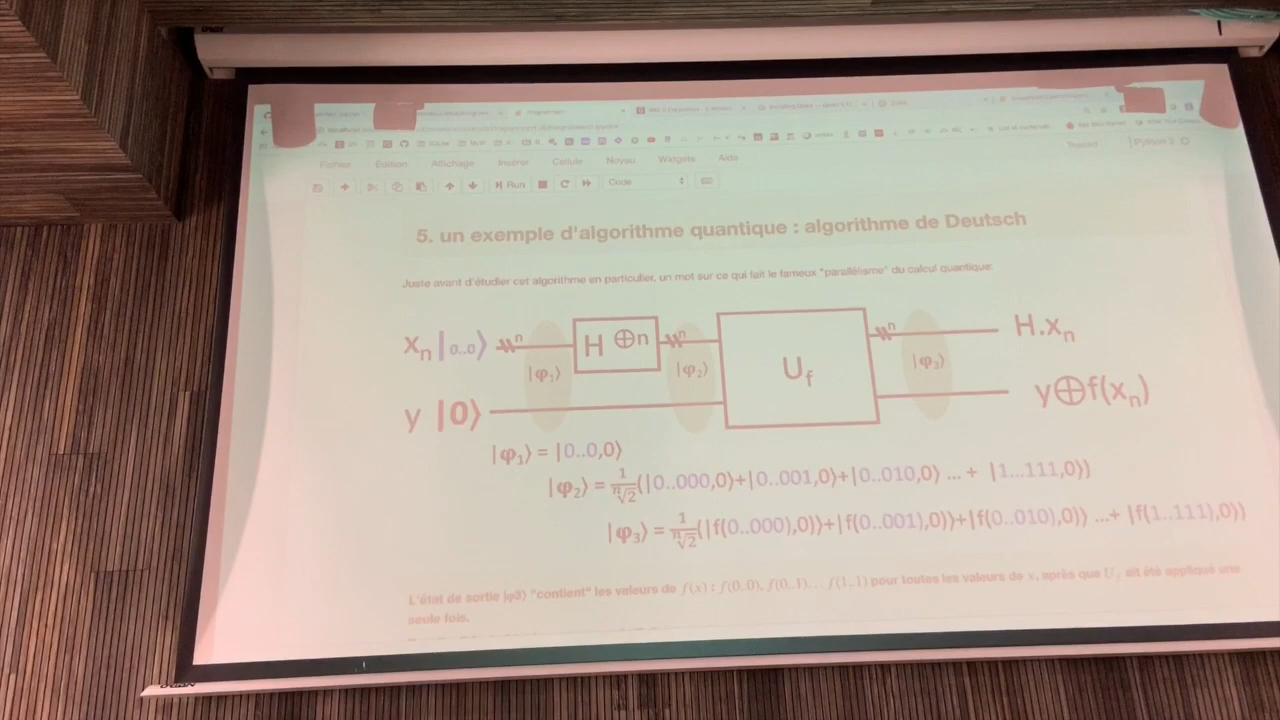 Fichier Édition Affichage Insérer Cellule Noyau Widgets Aide
Python 3
Run Code
5. un exemple d'algorithme quantique : algorithme de Deutsch
Juste avant d'étudier cet algorithme en particulier, un mot sur ce qui fait le fameux "parallélisme" du calcul quantique:
xₙ |0..0⟩ n H ⊕n n U_f n H.xₙ
|φ₁⟩ |φ₂⟩ |φ₃⟩
y |0⟩ y⊕f(xₙ)
|φ₁⟩ = |0..0,0⟩
|φ₂⟩ = 1/ⁿ√2(|0..000,0⟩+|0..001,0⟩+|0..010,0⟩ ... + |1...111,0⟩)
|φ₃⟩ = 1/ⁿ√2(|f(0..000),0⟩)+|f(0..001),0⟩)+|f(0..010),0⟩) ...+ |f(1..111),0⟩)
L'état de sortie |φ3⟩ "contient" les valeurs de f(x) : f(0..0), f(0..1)... f(1..1) pour toutes les valeurs de x, après que U_f ait été appliqué une
seule fois.